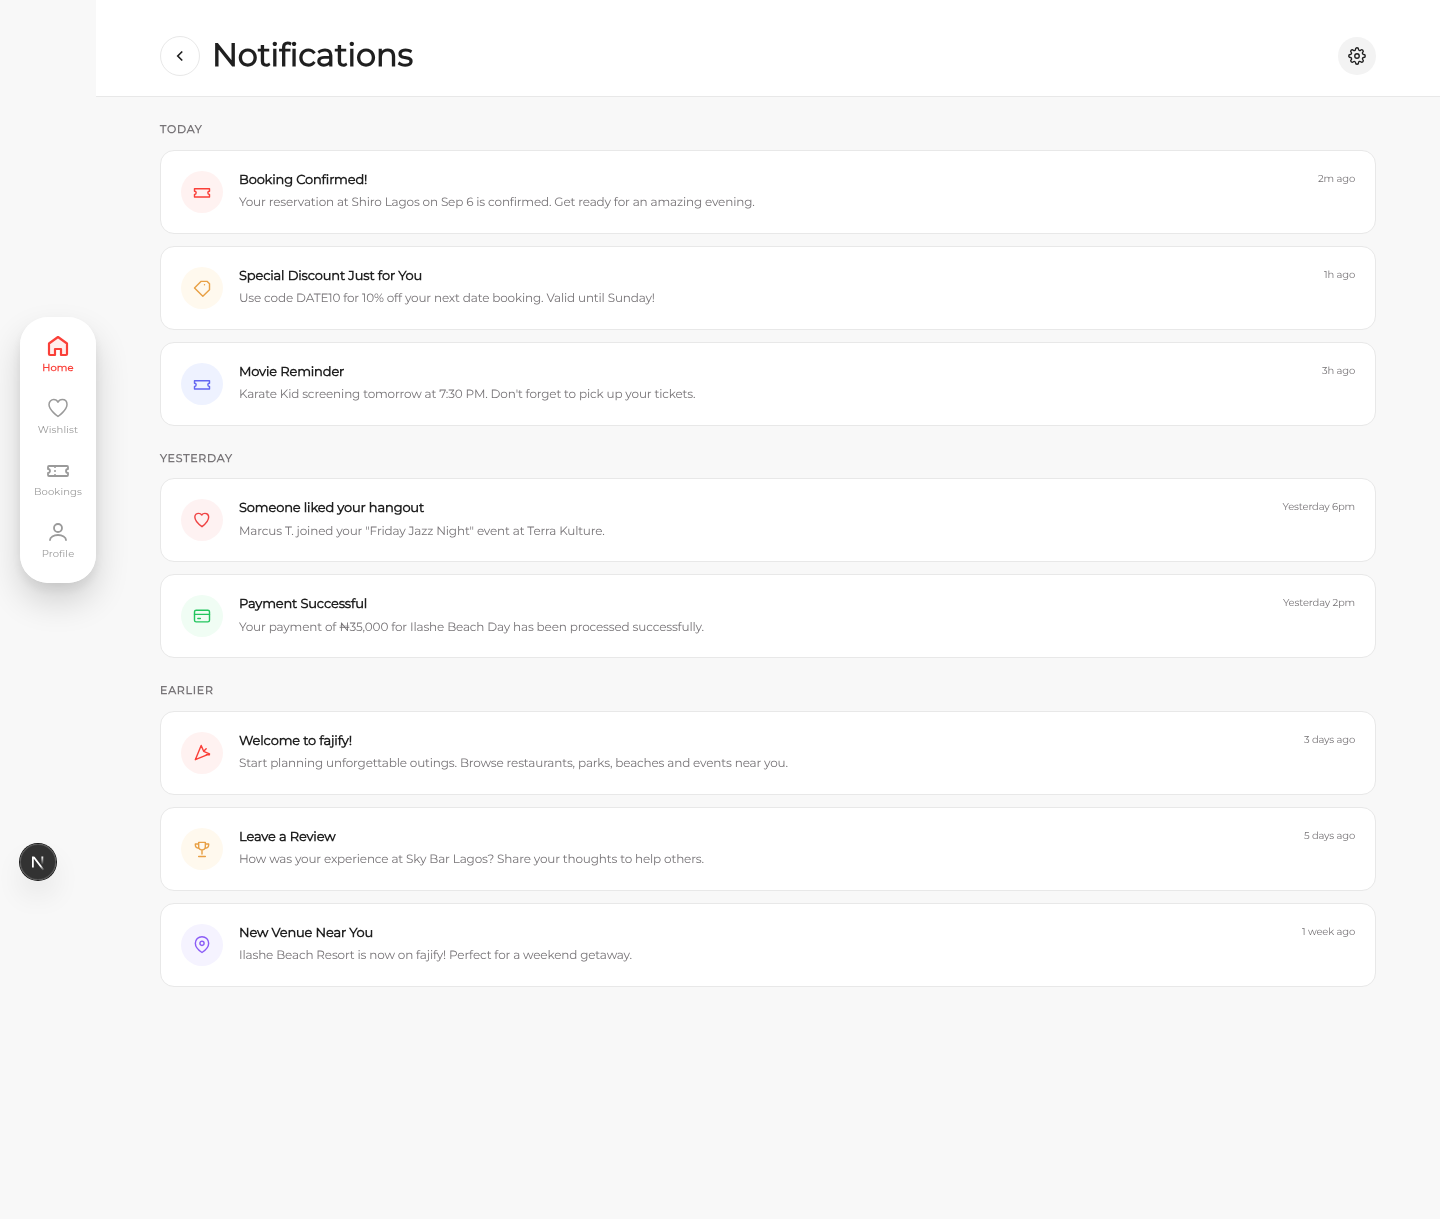 Notifications
TODAY
Booking Confirmed!
2m ago
Your reservation at Shiro Lagos on Sep 6 is confirmed. Get ready for an amazing evening.
Special Discount Just for You
1h ago
Use code DATE10 for 10% off your next date booking. Valid until Sunday!
Movie Reminder
3h ago
Karate Kid screening tomorrow at 7:30 PM. Don't forget to pick up your tickets.
YESTERDAY
Someone liked your hangout
Yesterday 6pm
Marcus T. joined your "Friday Jazz Night" event at Terra Kulture.
Payment Successful
Yesterday 2pm
Your payment of ₦35,000 for Ilashe Beach Day has been processed successfully.
EARLIER
Welcome to fajify!
3 days ago
Start planning unforgettable outings. Browse restaurants, parks, beaches and events near you.
Leave a Review
5 days ago
How was your experience at Sky Bar Lagos? Share your thoughts to help others.
New Venue Near You
1 week ago
Ilashe Beach Resort is now on fajify! Perfect for a weekend getaway.
Home
Wishlist
Bookings
Profile
N